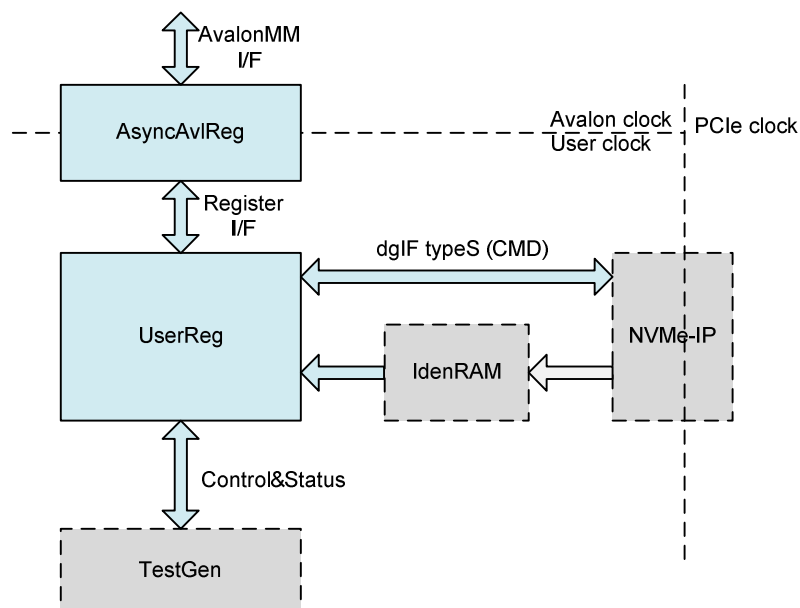 AvalonMM
I/F
AsyncAvlReg
Avalon clock
User clock
PCIe clock
Register
I/F
dgIF typeS (CMD)
UserReg
IdenRAM
NVMe-IP
Control&Status
TestGen